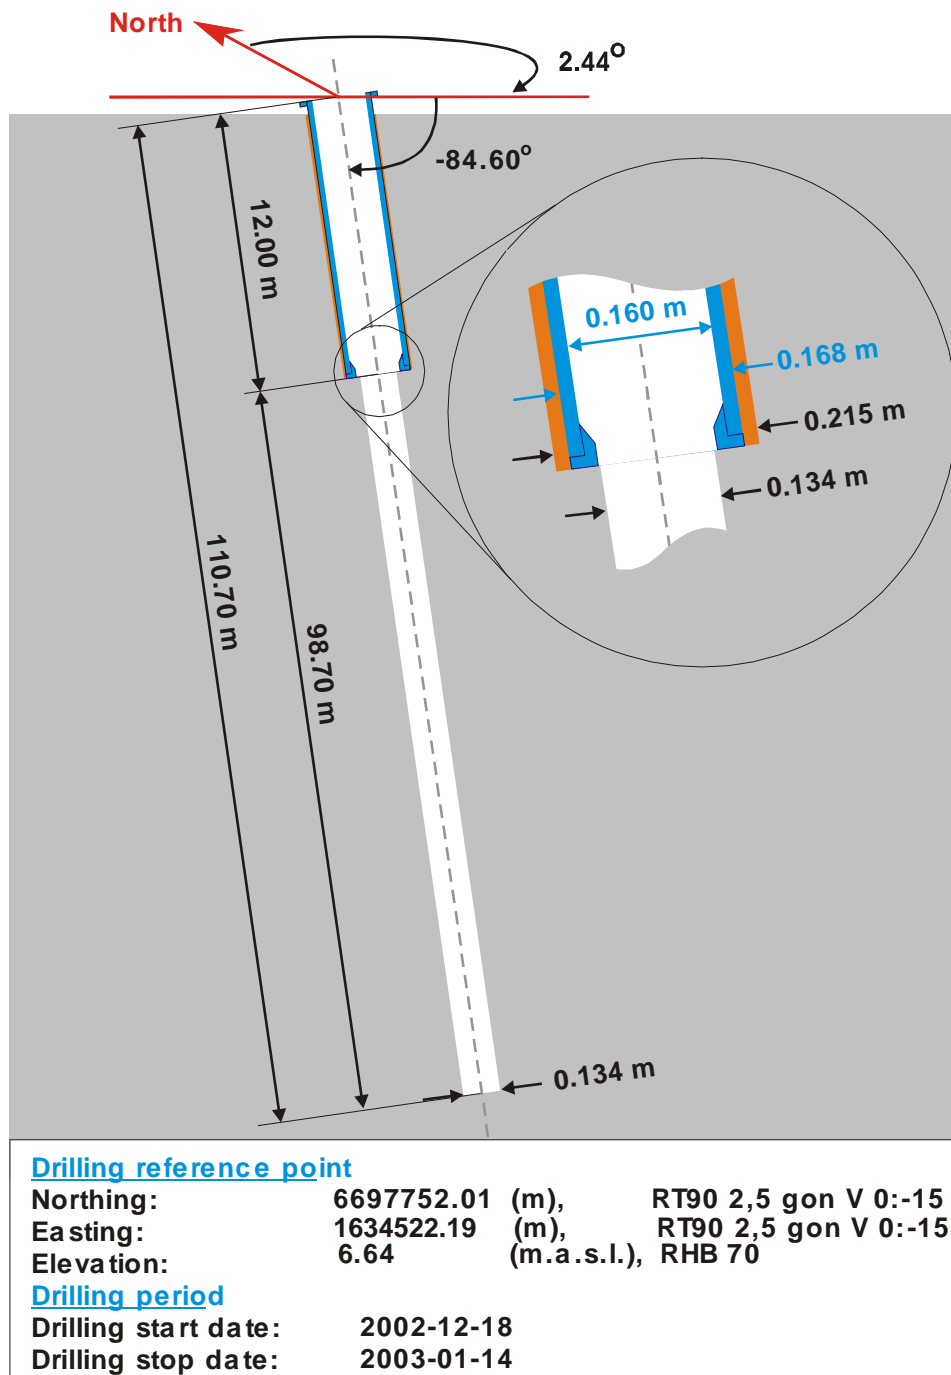 North
2.44°
-84.60°
12.00 m
0.160 m
0.168 m
0.215 m
0.134 m
110.70 m
98.70 m
0.134 m
Drilling reference point
Northing: 6697752.01 (m), RT90 2,5 gon V 0:-15
Easting: 1634522.19 (m), RT90 2,5 gon V 0:-15
Elevation: 6.64 (m.a.s.l.), RHB 70
Drilling period
Drilling start date: 2002-12-18
Drilling stop date: 2003-01-14